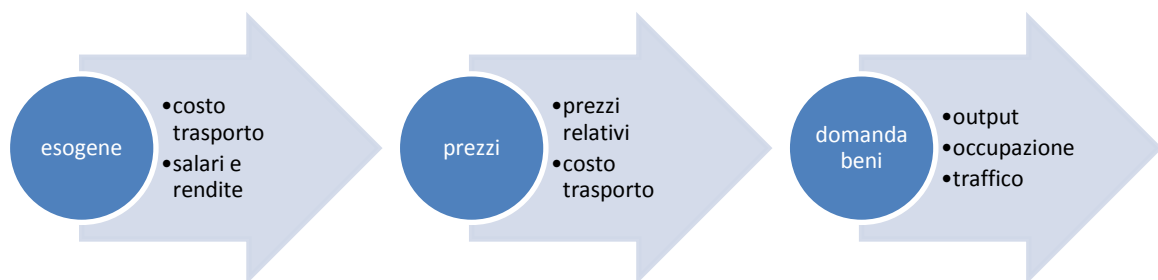 esogene
•costo
trasporto
•salari e
rendite
prezzi
•prezzi
relativi
•costo
trasporto
domanda
beni
•output
•occupazione
•traffico